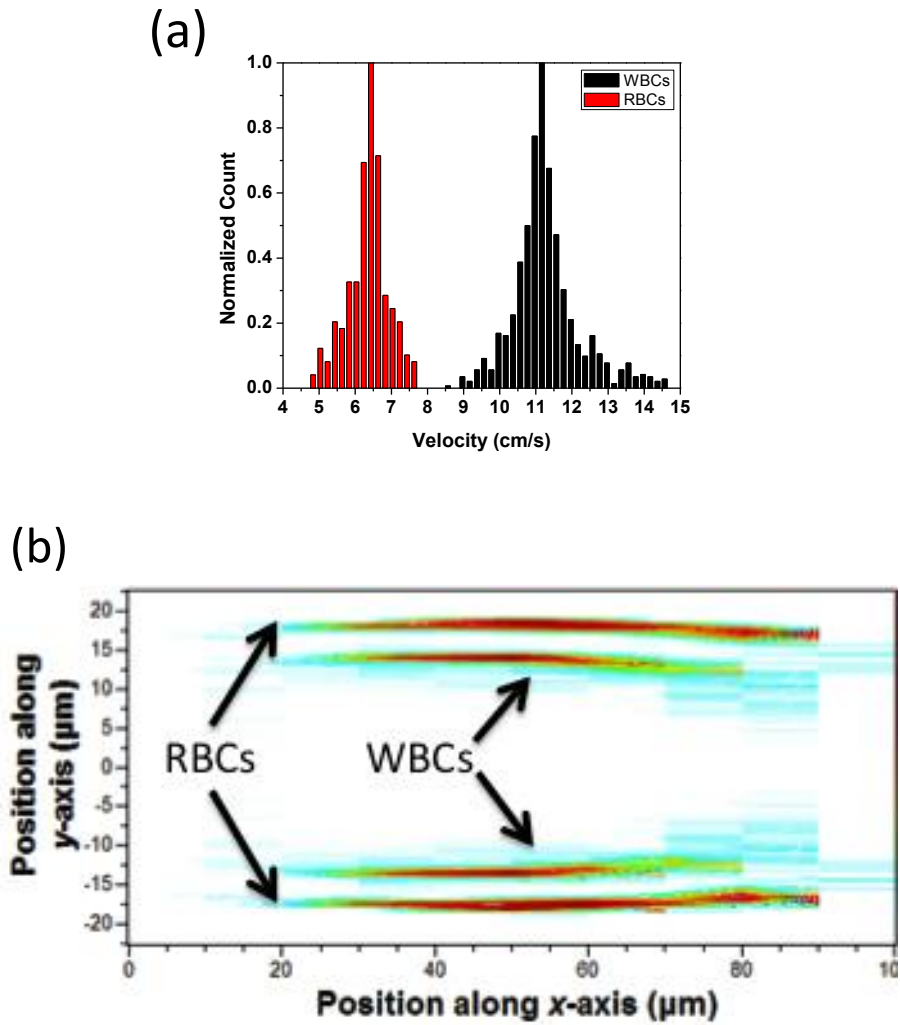 (a)
1.0
0.8
0.6
0.4
0.2
0.0
Normalized Count
WBCs
RBCs
4 5 6 7 8 9 10 11 12 13 14 15
Velocity (cm/s)
(b)
20
15
10
5
0
-5
-10
-15
-20
Position along
y-axis (µm)
RBCs
WBCs
0 20 40 60 80
Position along x-axis (µm)